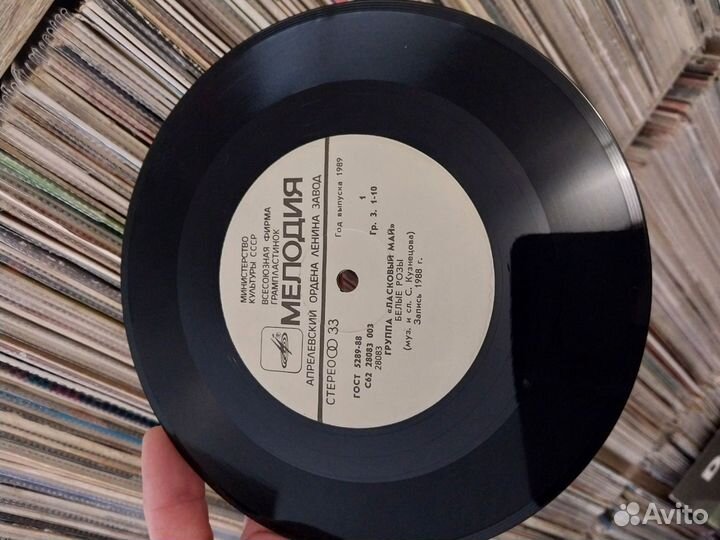 МИНИСТЕРСТВО
КУЛЬТУРЫ СССР
ВСЕСОЮЗНАЯ ФИРМА
ГРАМПЛАСТИНОК
МЕЛОДИЯ
АПРЕЛЕВСКИЙ ОРДЕНА ЛЕНИНА ЗАВОД
СТЕРЕО 33
Год выпуска 1989
ГОСТ 5289-88
1
С62 28083 003
Гр. 3. 1-10
28083
ГРУППА «ЛАСКОВЫЙ МАЙ»
БЕЛЫЕ РОЗЫ
(муз. и сл. С. Кузнецова)
Запись 1988 г.
Avito